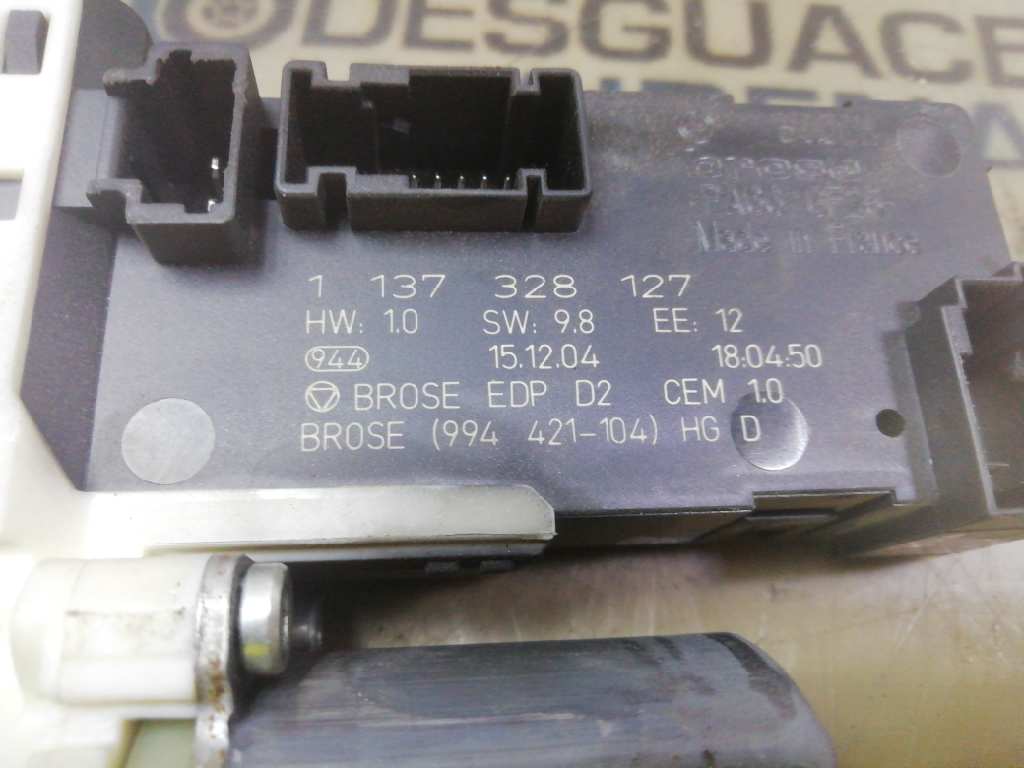 DESGUACE
Made in France
1 137 328 127
HW: 1.0 SW: 9.8 EE: 12
944 15.12.04 18:04:50
BROSE EDP D2 CEM 1.0
BROSE (994 421-104) HG D